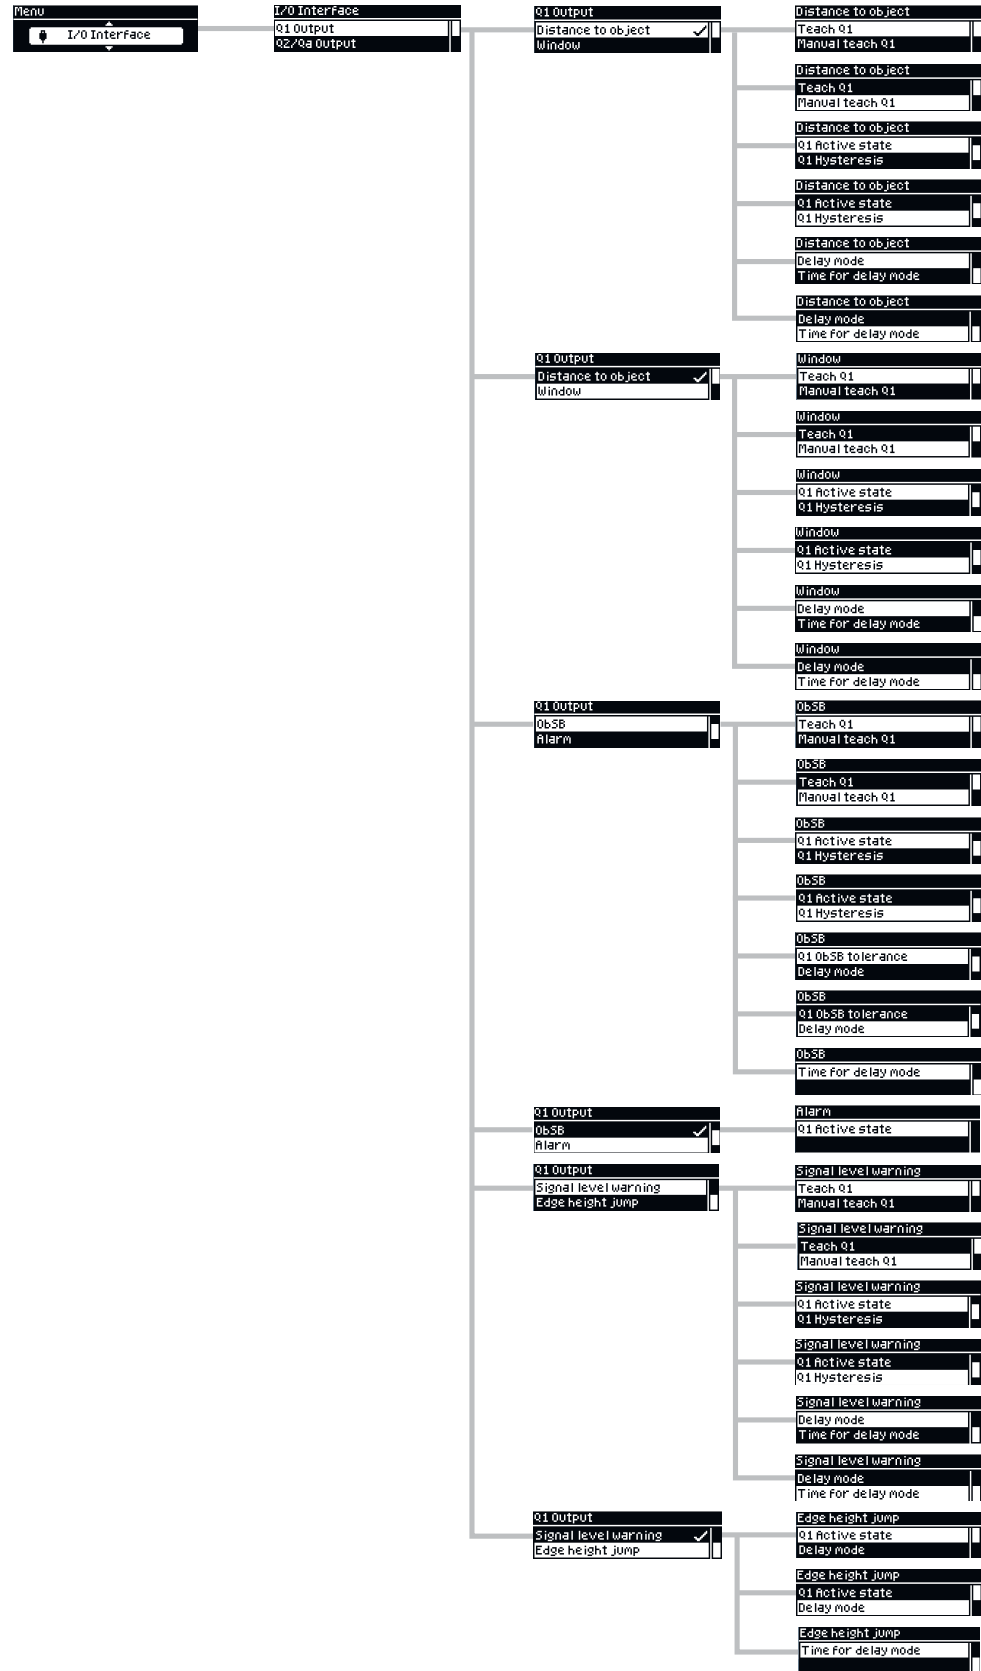 Menu
I/O Interface
I/O Interface
Q1 Output
Q2/Qa Output
Q1 Output
Distance to object
Window
Distance to object
Teach Q1
Manual teach Q1
Distance to object
Teach Q1
Manual teach Q1
Distance to object
Q1 Active state
Q1 Hysteresis
Distance to object
Q1 Active state
Q1 Hysteresis
Distance to object
Delay mode
Time for delay mode
Distance to object
Delay mode
Time for delay mode
Q1 Output
Distance to object
Window
Window
Teach Q1
Manual teach Q1
Window
Teach Q1
Manual teach Q1
Window
Q1 Active state
Q1 Hysteresis
Window
Q1 Active state
Q1 Hysteresis
Window
Delay mode
Time for delay mode
Window
Delay mode
Time for delay mode
Q1 Output
ObSB
Alarm
ObSB
Teach Q1
Manual teach Q1
ObSB
Teach Q1
Manual teach Q1
ObSB
Q1 Active state
Q1 Hysteresis
ObSB
Q1 Active state
Q1 Hysteresis
ObSB
Q1 ObSB tolerance
Delay mode
ObSB
Q1 ObSB tolerance
Delay mode
ObSB
Time for delay mode
Q1 Output
ObSB
Alarm
Alarm
Q1 Active state
Q1 Output
Signal level warning
Edge height jump
Signal level warning
Teach Q1
Manual teach Q1
Signal level warning
Teach Q1
Manual teach Q1
Signal level warning
Q1 Active state
Q1 Hysteresis
Signal level warning
Q1 Active state
Q1 Hysteresis
Signal level warning
Delay mode
Time for delay mode
Signal level warning
Delay mode
Time for delay mode
Q1 Output
Signal level warning
Edge height jump
Edge height jump
Q1 Active state
Delay mode
Edge height jump
Q1 Active state
Delay mode
Edge height jump
Time for delay mode